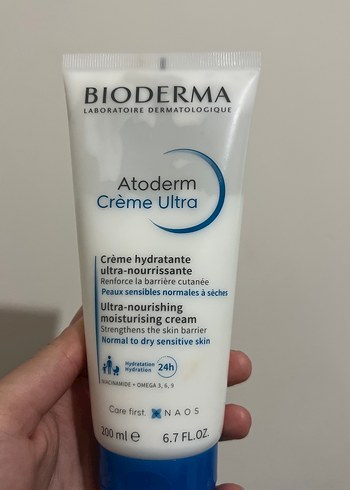 BIODERMA
LABORATOIRE DERMATOLOGIQUE
Atoderm
Crème Ultra
Crème hydratante
ultra-nourrissante
Renforce la barrière cutanée
Peaux sensibles normales à sèches
Ultra-nourishing
moisturising cream
Strengthens the skin barrier
Normal to dry sensitive skin
Hydratation
Hydration
24h
NIACINAMIDE + OMEGA 3, 6, 9
Care first.
NAOS
200 ml ℮ 6.7 FL.OZ.